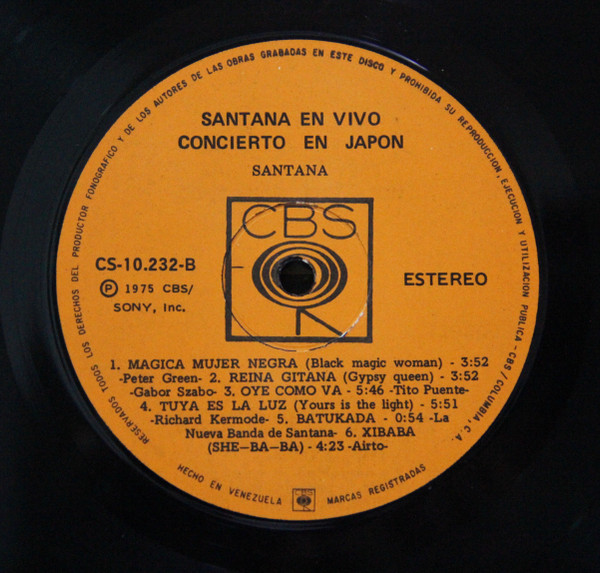 RESERVADOS TODOS LOS DERECHOS DEL PRODUCTOR FONOGRAFICO Y DE LOS AUTORES DE LAS OBRAS GRABADAS EN ESTE DISCO Y PROHIBIDA SU REPRODUCCION, EJECUCION Y UTILIZACION PUBLICA - CBS / COLUMBIA, C.A.
SANTANA EN VIVO
CONCIERTO EN JAPON
SANTANA
CBS
CS-10.232-B
Ⓟ 1975 CBS/
SONY, Inc.
ESTEREO
1. MAGICA MUJER NEGRA (Black magic woman) - 3:52
-Peter Green- 2. REINA GITANA (Gypsy queen) - 3:52
-Gabor Szabo- 3. OYE COMO VA - 5:46 -Tito Puente-
4. TUYA ES LA LUZ (Yours is the light) - 5:51
-Richard Kermode- 5. BATUKADA - 0:54 -La
Nueva Banda de Santana- 6. XIBABA
(SHE-BA-BA) - 4:23 -Airto-
HECHO EN VENEZUELA CBS MARCAS REGISTRADAS